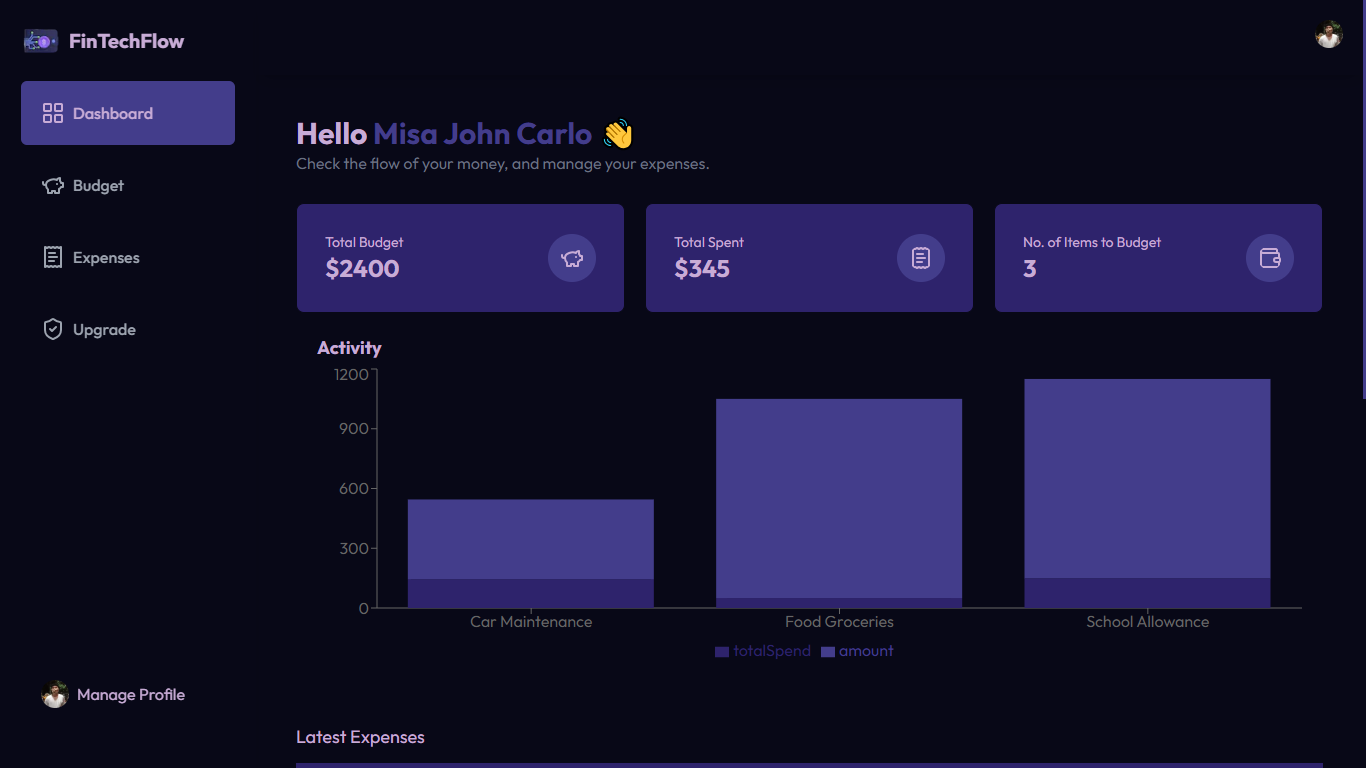 FinTechFlow
Dashboard
Budget
Expenses
Upgrade
Manage Profile
Hello Misa John Carlo 👋
Check the flow of your money, and manage your expenses.
Total Budget
$2400
Total Spent
$345
No. of Items to Budget
3
Activity
1200
900
600
300
0
Car Maintenance
Food Groceries
School Allowance
totalSpend
amount
Latest Expenses